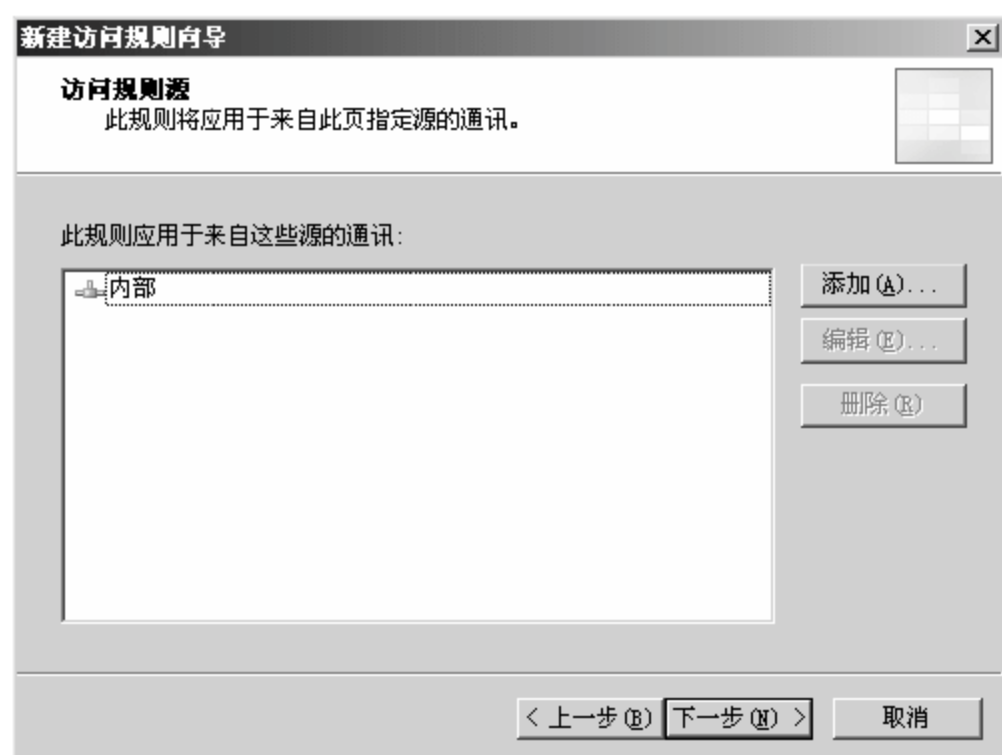 新建访问规则向导
访问规则源
此规则将应用于来自此页指定源的通讯。
此规则应用于来自这些源的通讯:
内部
添加(A)...
编辑(E)...
删除(R)
< 上一步(B)
下一步(N) >
取消